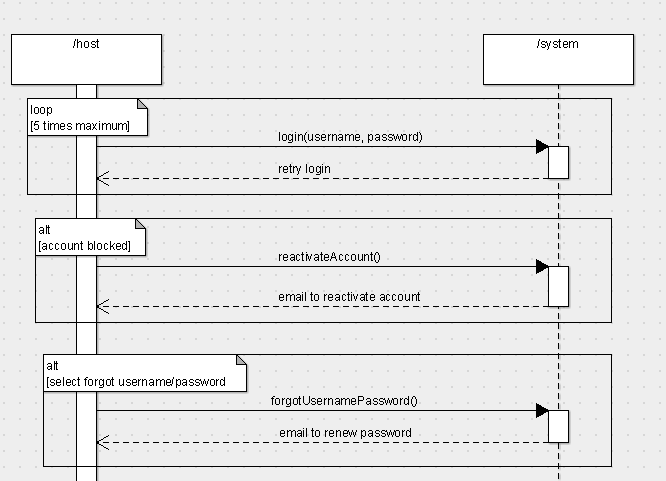 /host
/system
loop
[5 times maximum]
login(username, password)
retry login
alt
[account blocked]
reactivateAccount()
email to reactivate account
alt
[select forgot username/password
forgotUsernamePassword()
email to renew password